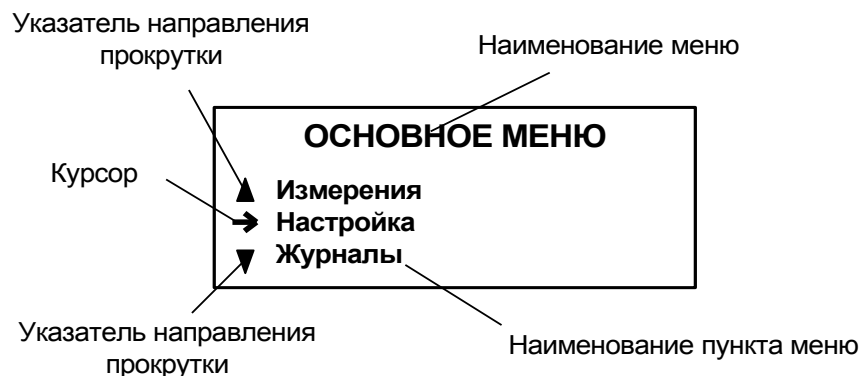 Указатель направления
прокрутки
Наименование меню
ОСНОВНОЕ МЕНЮ
Курсор
Измерения
Настройка
Журналы
Указатель направления
прокрутки
Наименование пункта меню